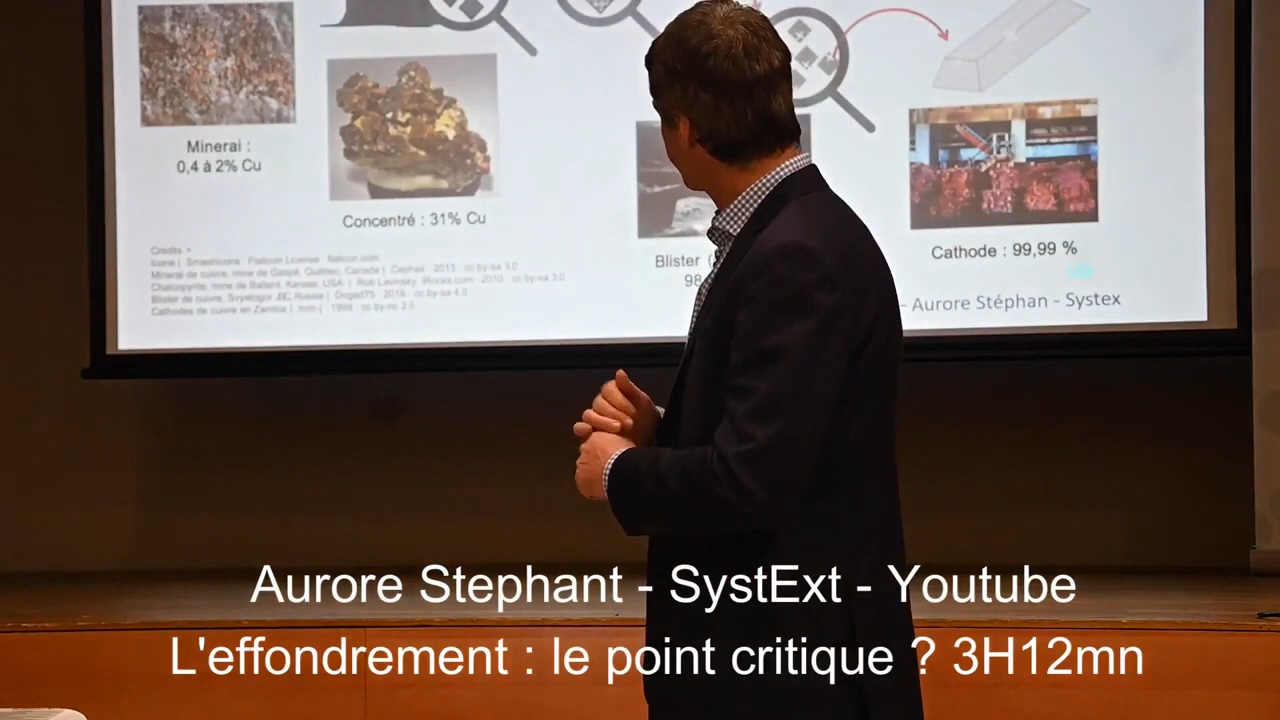 Minerai :
0,4 à 2% Cu
Concentré : 31% Cu
Blister (
98
Cathode : 99,99 %
Crédits >
Icone | Smashicons Flaticon License flaticon.com
Minerai de cuivre, mine de Gaspé, Québec, Canada | Cephas 2013 cc by-sa 3.0
Chalcopyrite, mine de Ballard, Kansas, USA | Rob Lavinsky, iRocks.com 2010 cc by-sa 3.0
Blister de cuivre, Svyatogor JSC, Russie | Doged75 2016 cc by-sa 4.0
Cathodes de cuivre en Zambie | mm-j 1999 cc by-nc 2.0
– Aurore Stéphan - Systex
Aurore Stephant - SystExt - Youtube
L'effondrement : le point critique ? 3H12mn